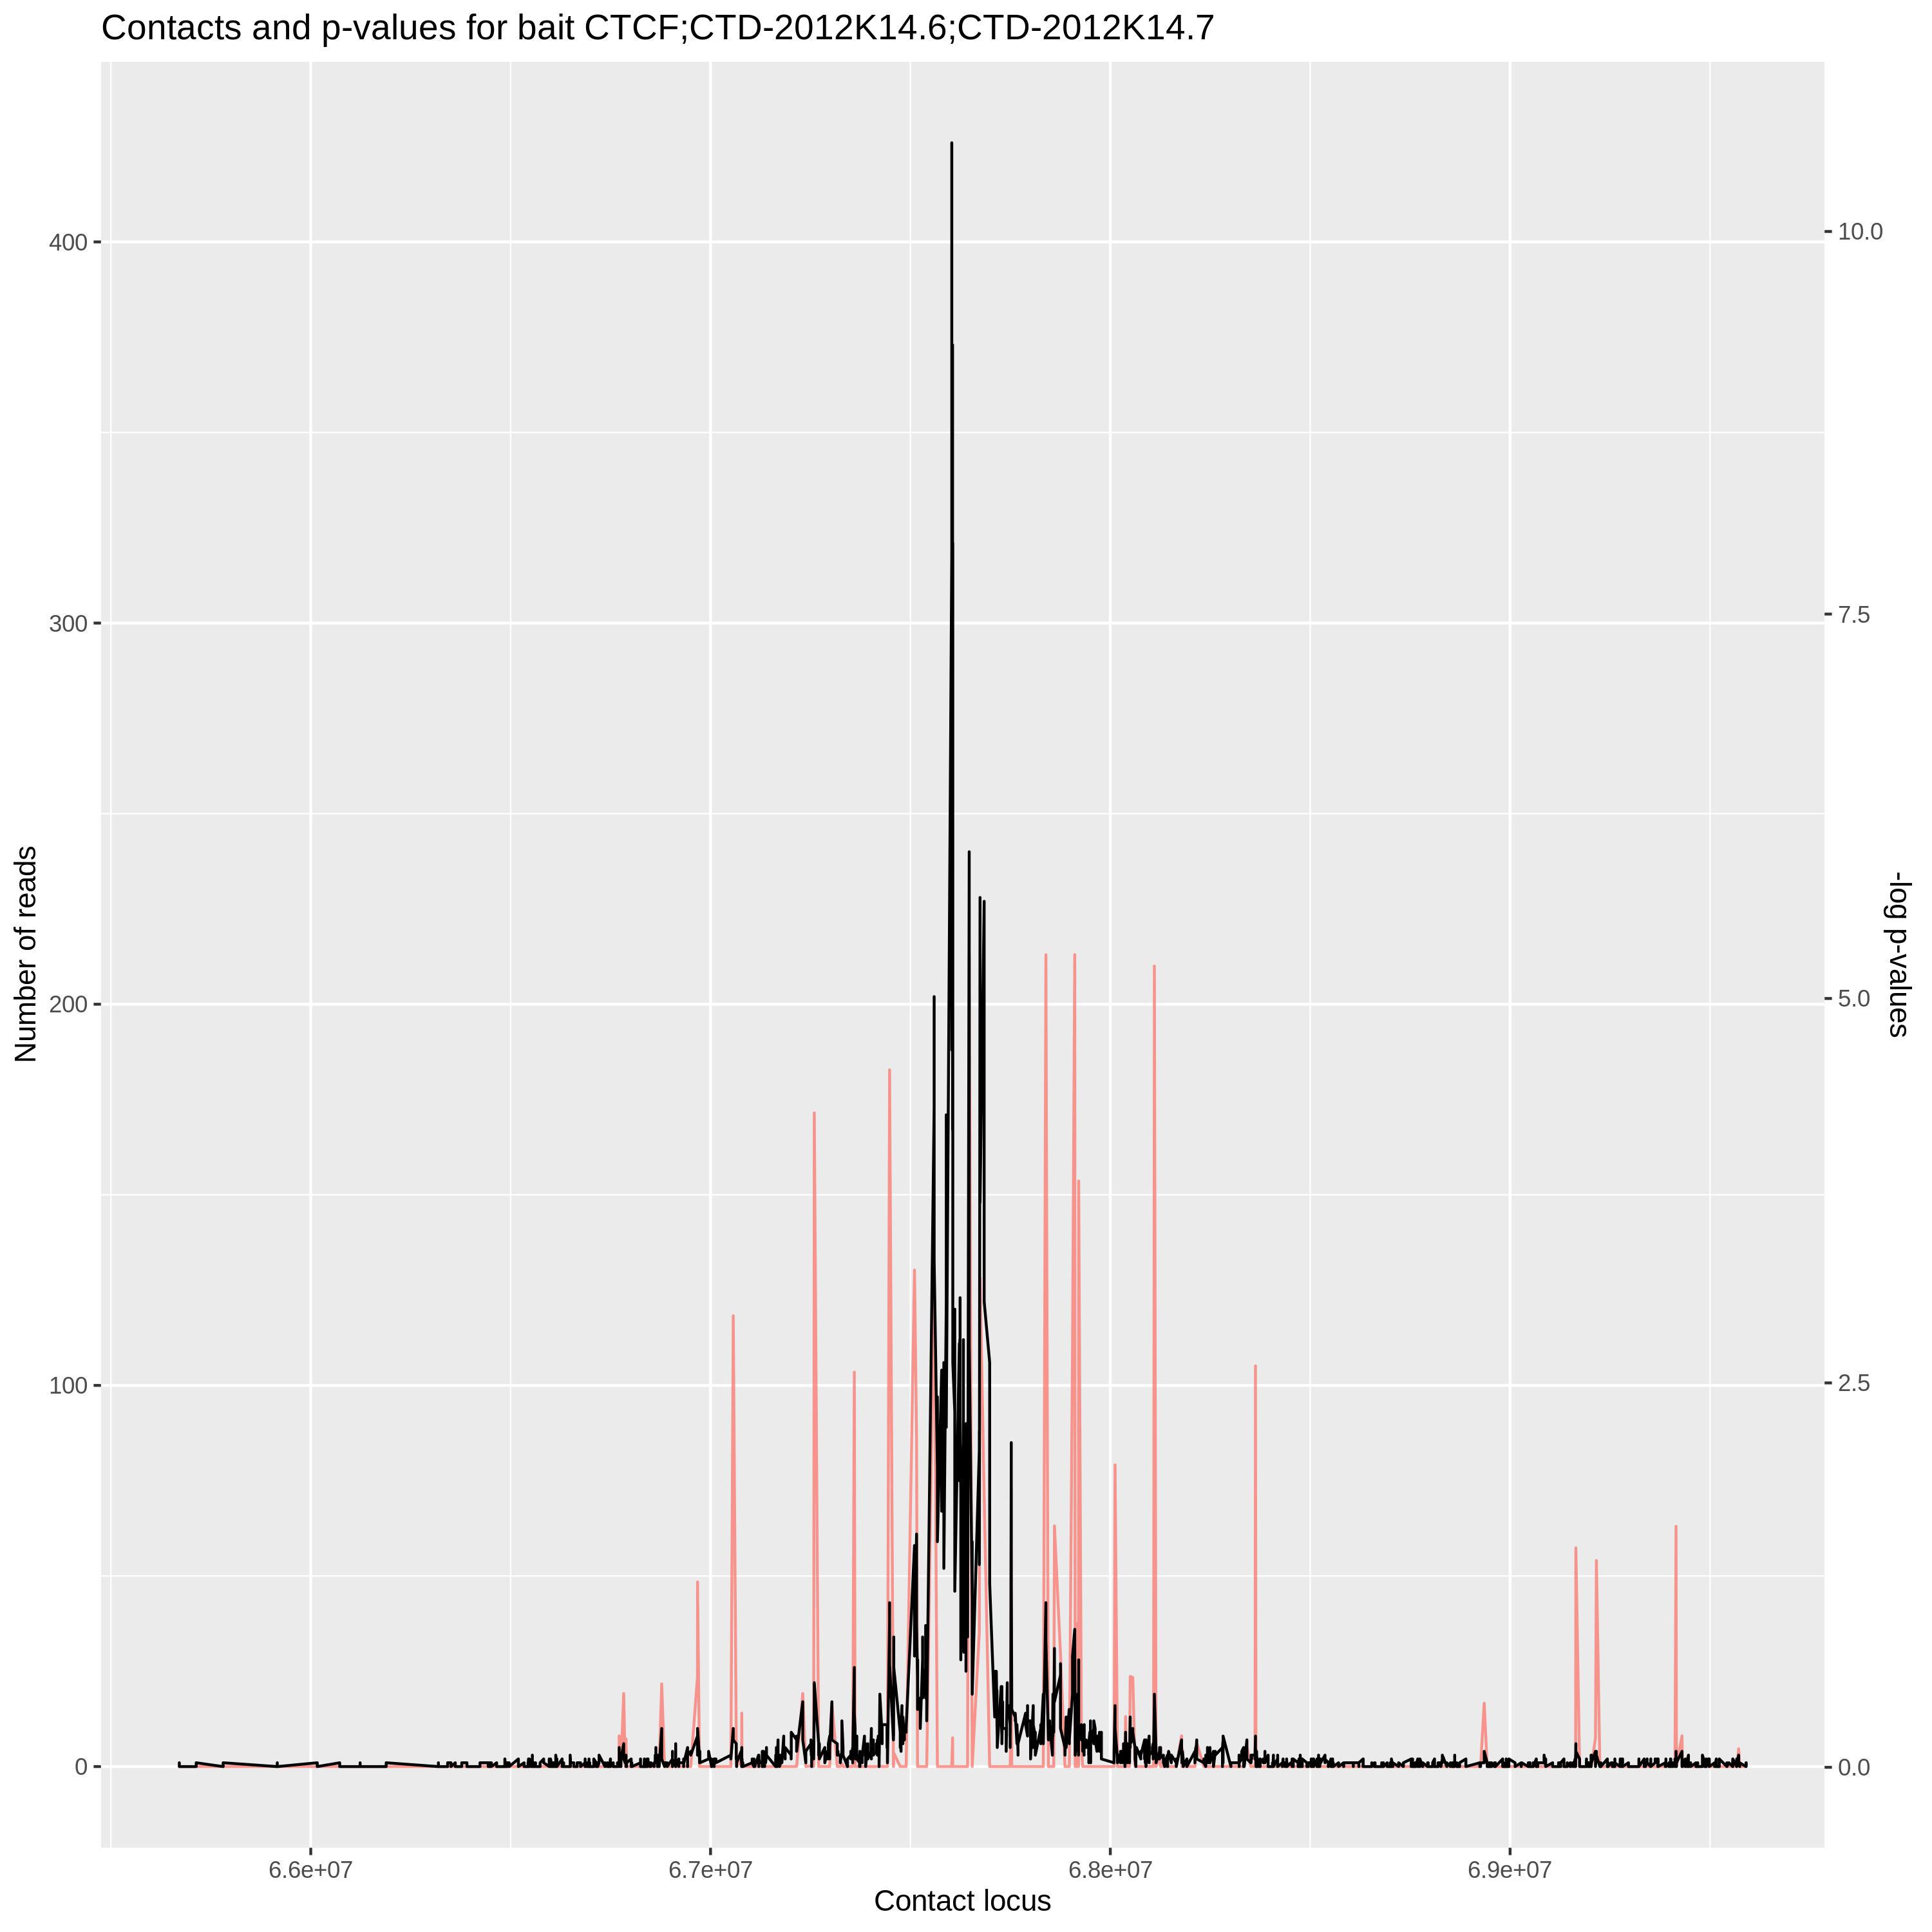 Contacts and p-values for bait CTCF;CTD-2012K14.6;CTD-2012K14.7
Number of reads
400
300
200
100
0
10.0
7.5
5.0
2.5
0.0
-log p-values
6.6e+07 6.7e+07 6.8e+07 6.9e+07
Contact locus